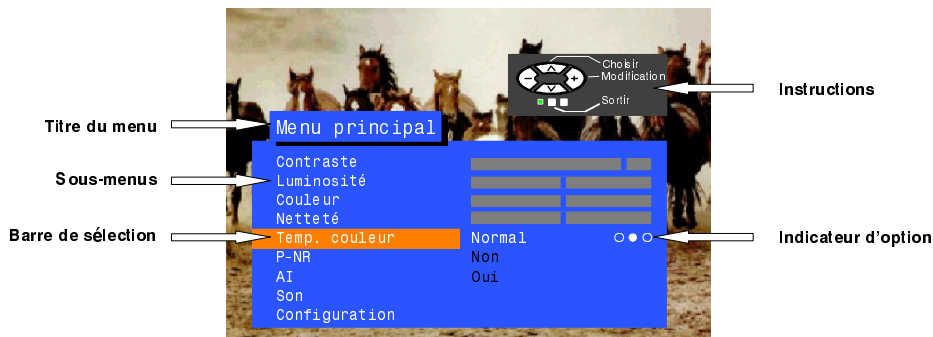 Choisir
Modification
Sortir
Instructions
Titre du menu
Menu principal
Contraste
Sous-menus
Luminosité
Couleur
Netteté
Barre de sélection
Temp. couleur
Normal
Indicateur d'option
P-NR
Non
AI
Oui
Son
Configuration